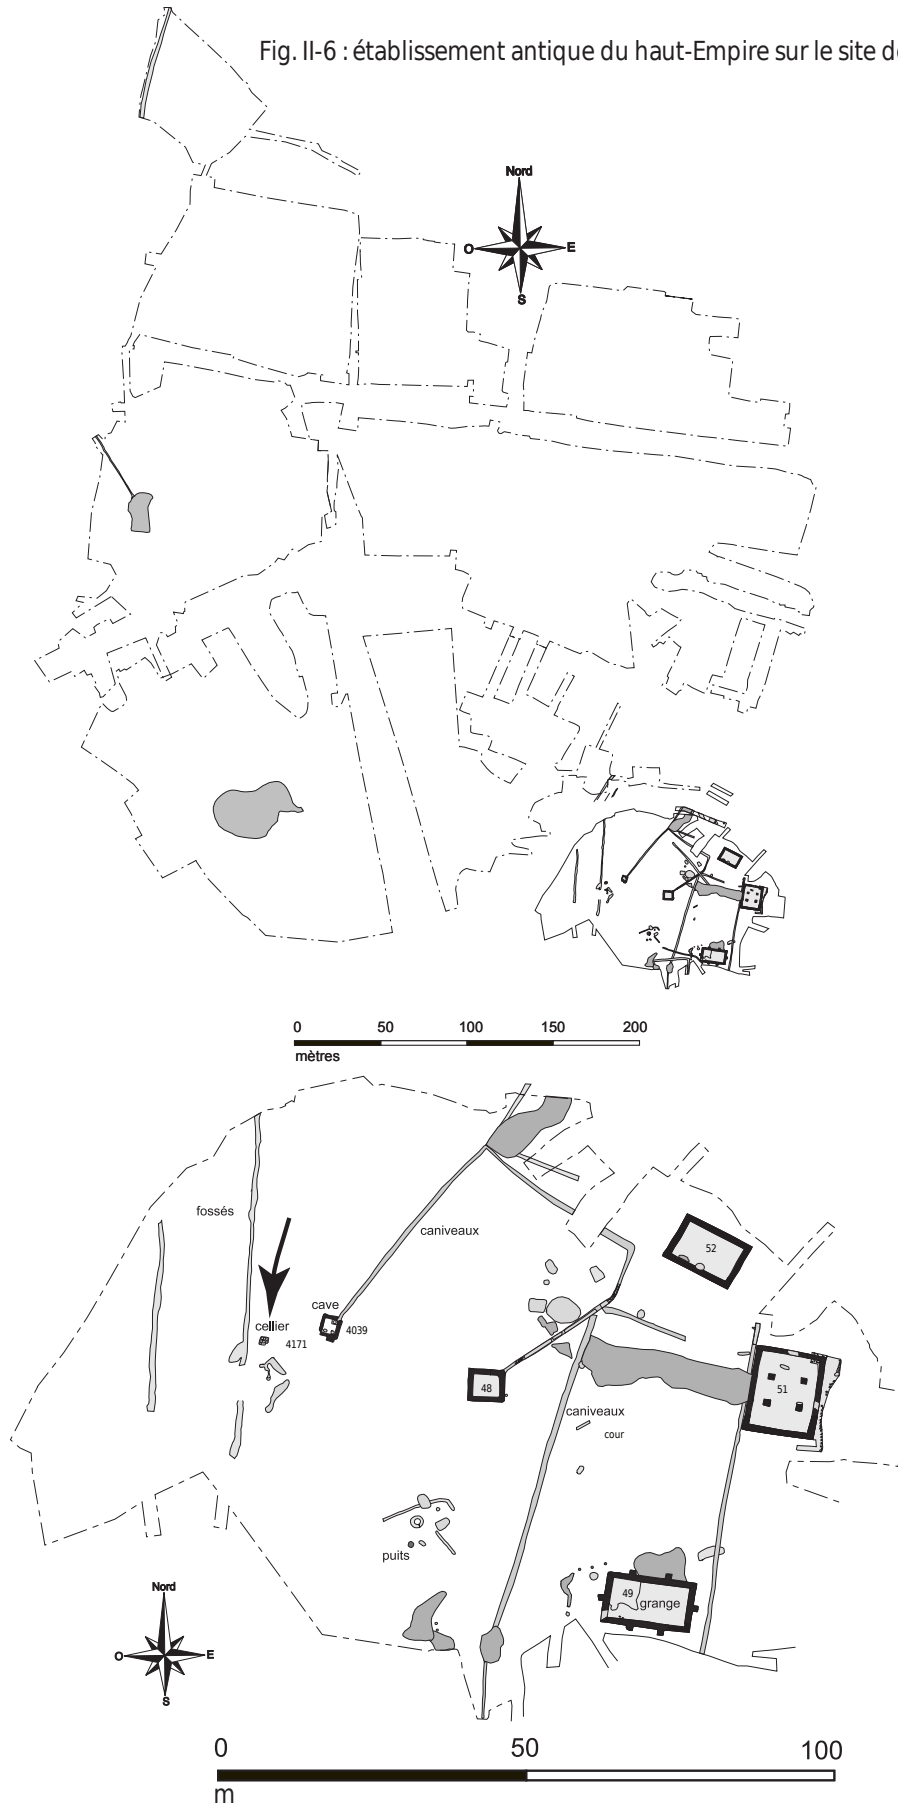 Fig. II-6 : établissement antique du haut-Empire sur le site d
Nord
O
E
S
0 50 100 150 200
mètres
fossés
caniveaux
52
cave
cellier
4039
4171
48
51
caniveaux
cour
puits
49
grange
Nord
O
E
S
0 50 100
m